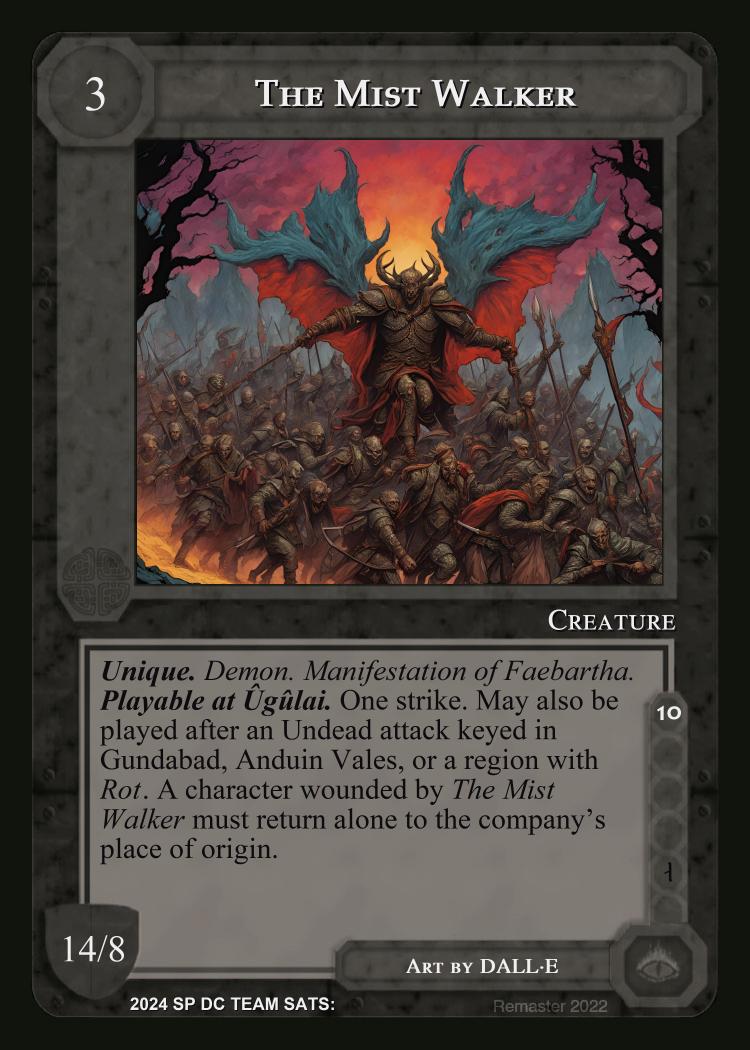 3
The Mist Walker
Creature
Unique. Demon. Manifestation of Faebartha.
Playable at Ûgûlai. One strike. May also be
played after an Undead attack keyed in
Gundabad, Anduin Vales, or a region with
Rot. A character wounded by The Mist
Walker must return alone to the company’s
place of origin.
10
14/8
Art by DALL·E
2024 SP DC TEAM SATS:
Remaster 2022